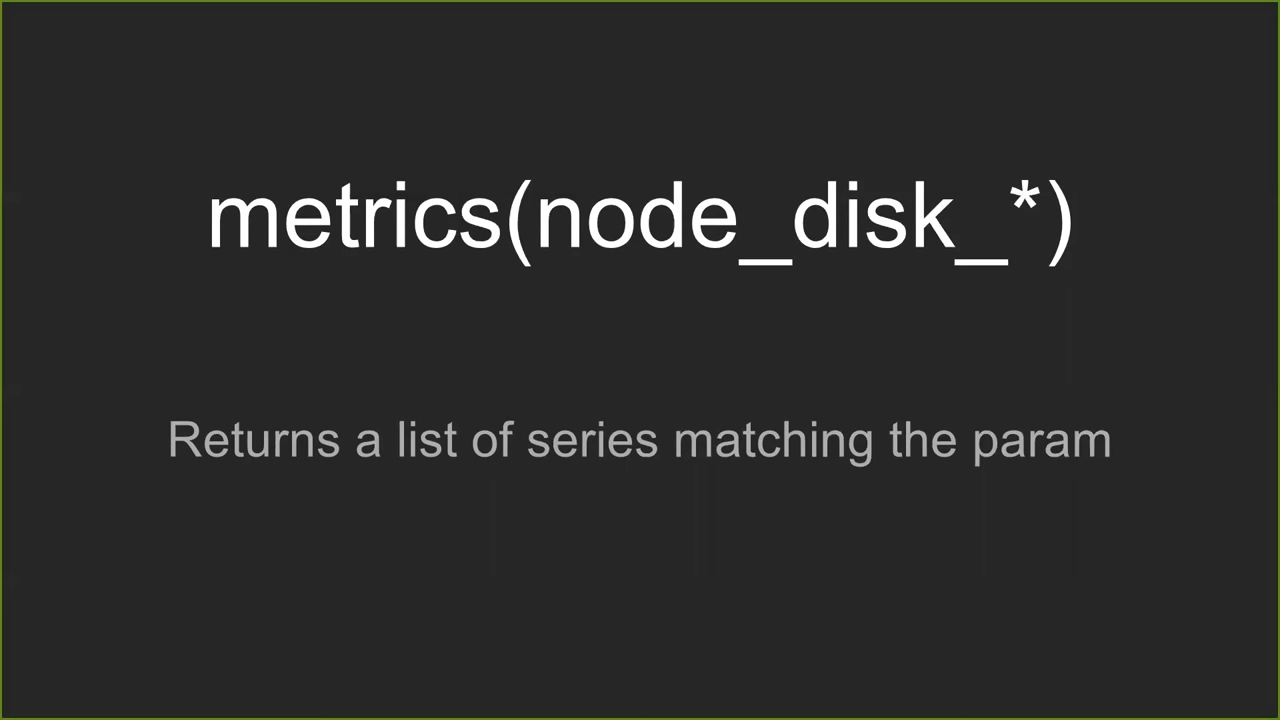 metrics(node_disk_*)
Returns a list of series matching the param